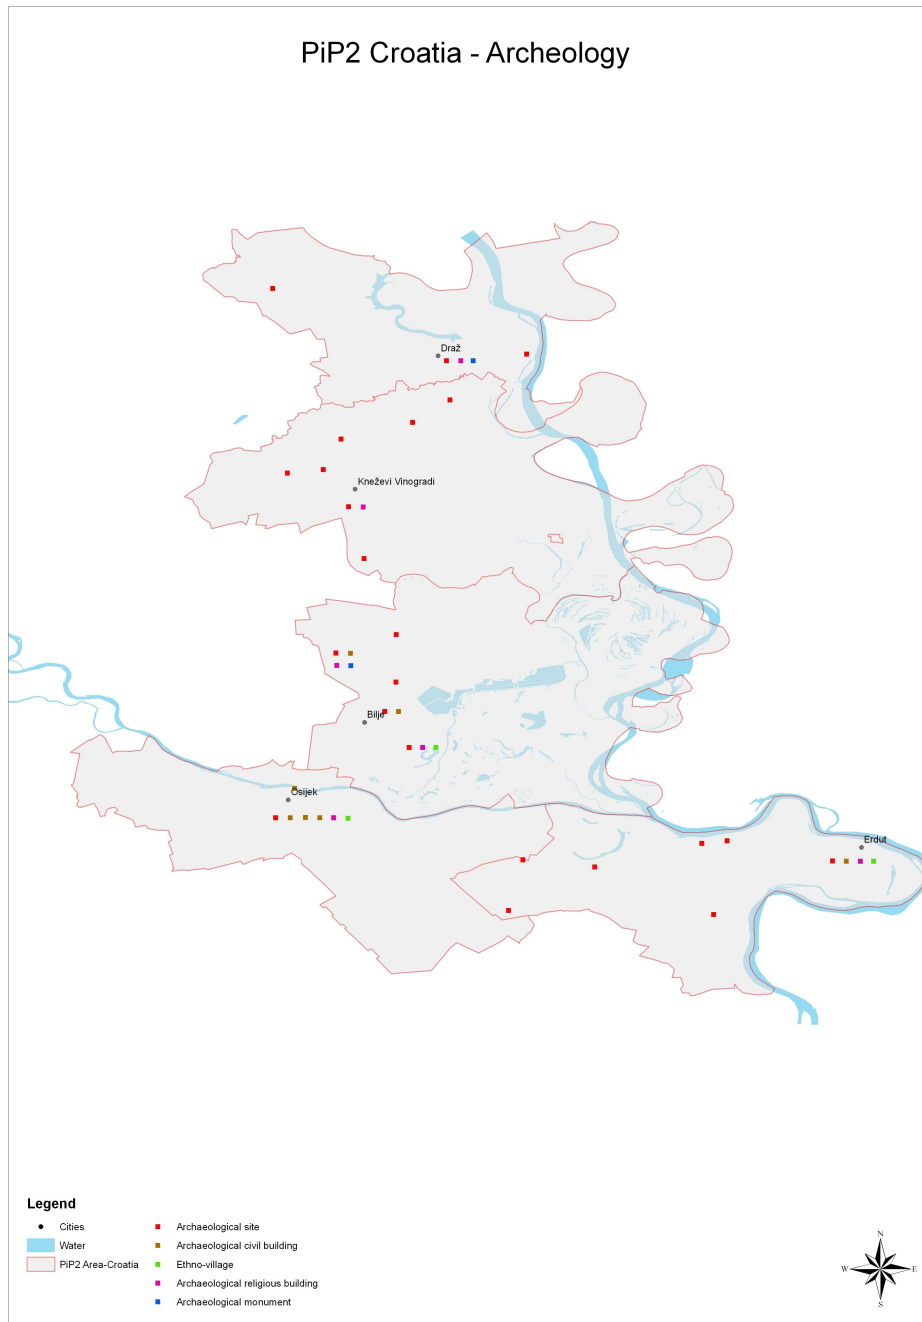 PiP2 Croatia - Archeology
Draž
Kneževi Vinogradi
Bilje
Osijek
Erdut
Legend
Cities
Water
PiP2 Area-Croatia
Archaeological site
Archaeological civil building
Ethno-village
Archaeological religious building
Archaeological monument
N
W
E
S